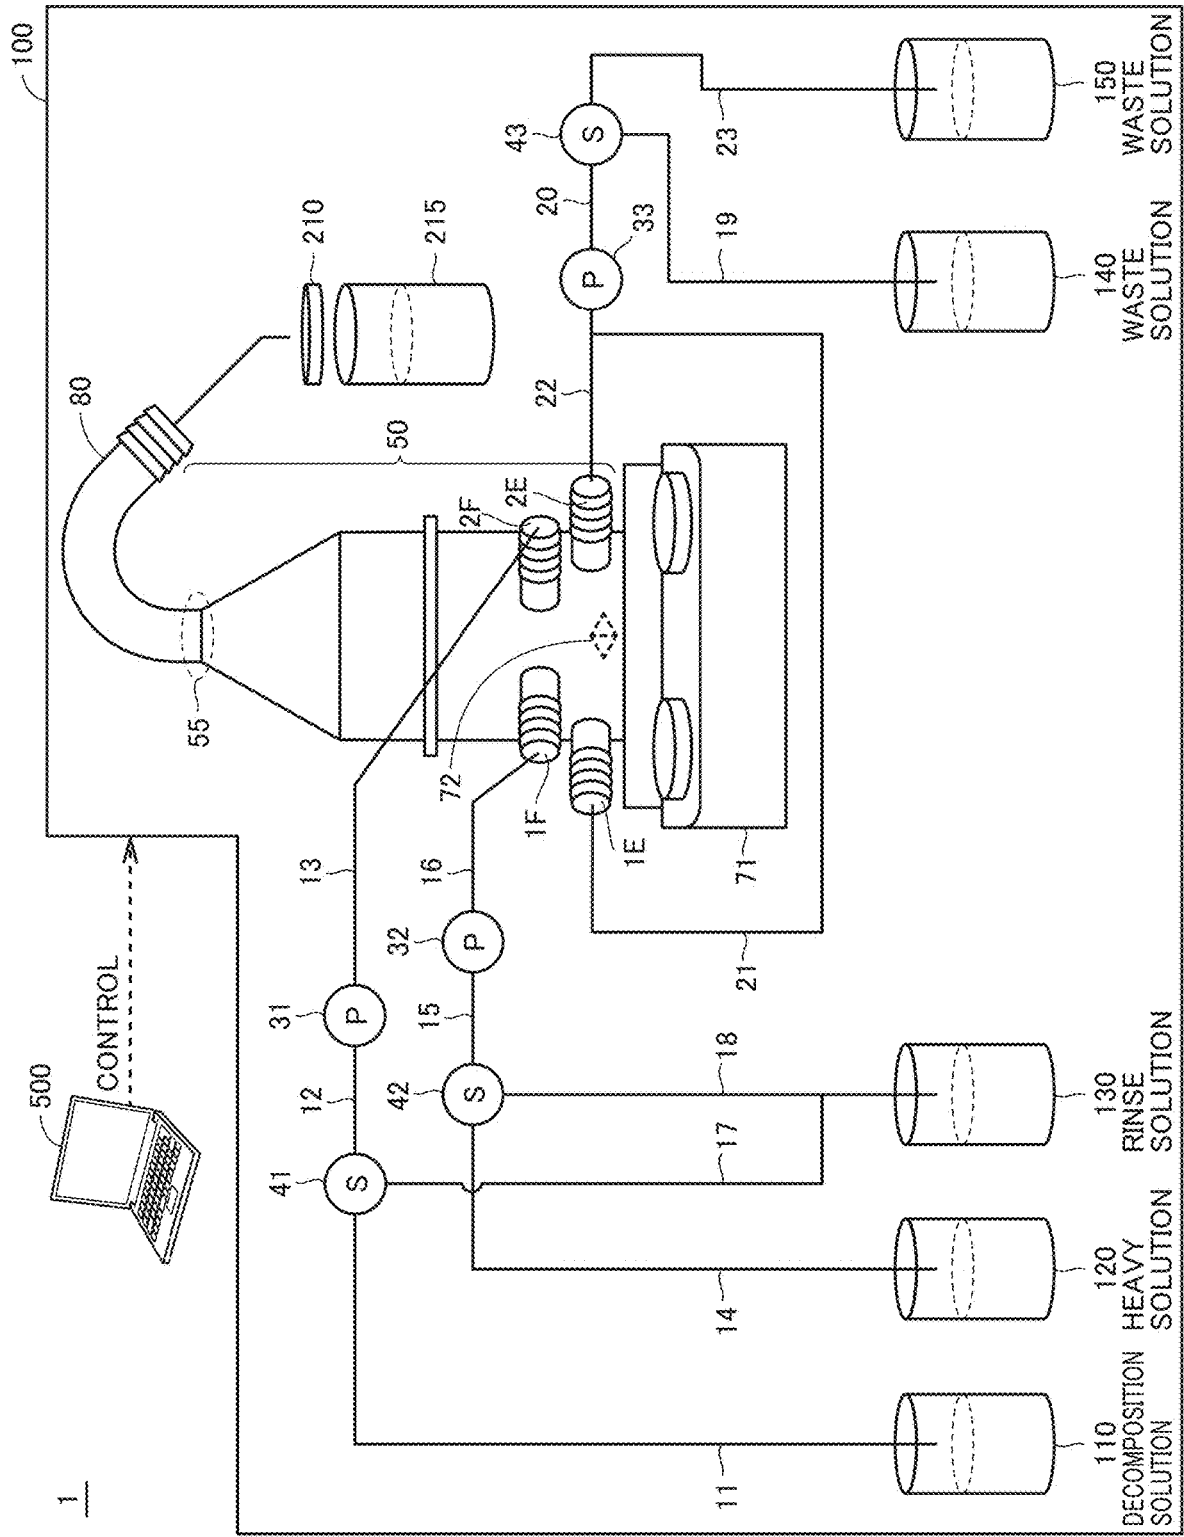 1
500
CONTROL
100
80
210
215
55
50
2F
2E
72
1F
1E
71
13
31
12
41
S
P
16
32
P
15
42
S
43
S
20
33
P
22
23
19
21
18
17
14
11
110
DECOMPOSITION
SOLUTION
120
HEAVY
SOLUTION
130
RINSE
SOLUTION
140
WASTE
SOLUTION
150
WASTE
SOLUTION